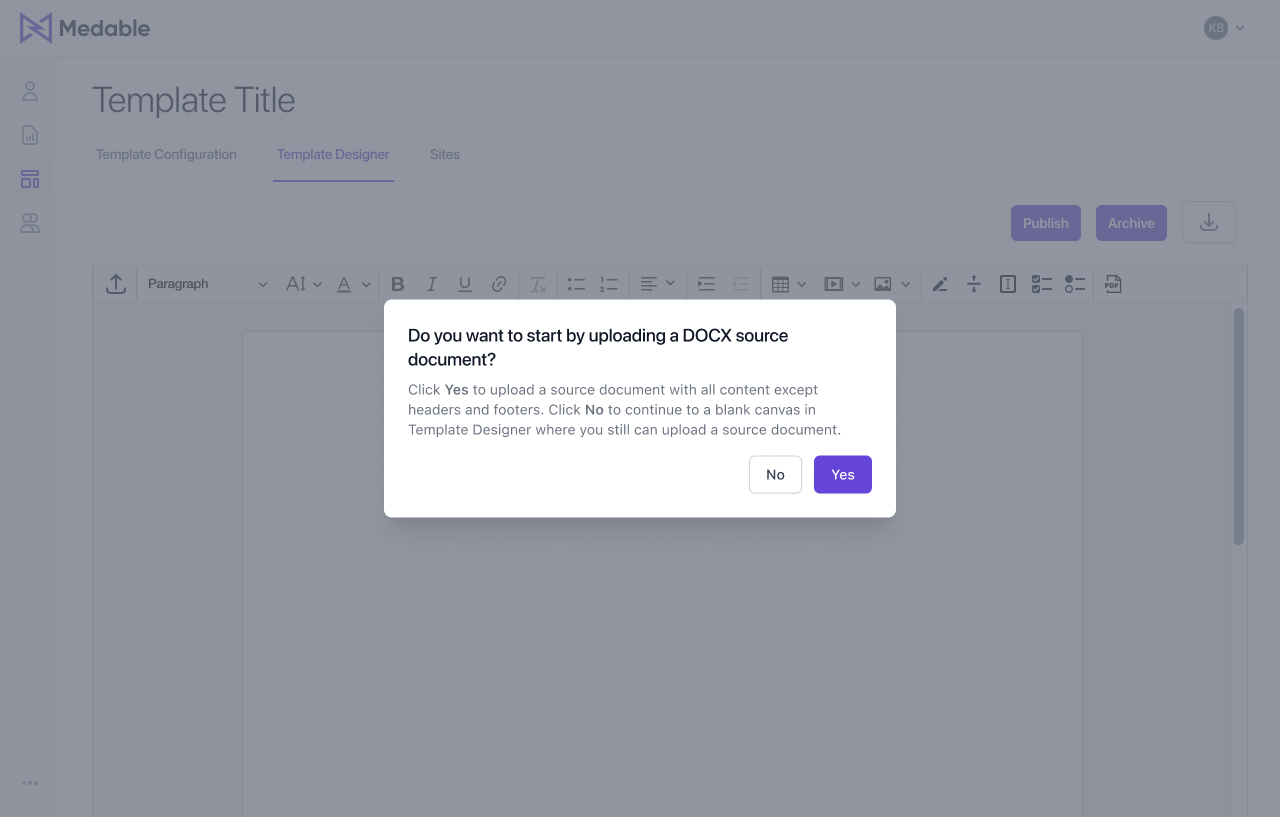 Medable
KB
Template Title
Template Configuration
Template Designer
Sites
Publish
Archive
Paragraph
Do you want to start by uploading a DOCX source
document?
Click Yes to upload a source document with all content except
headers and footers. Click No to continue to a blank canvas in
Template Designer where you still can upload a source document.
No
Yes
PDF